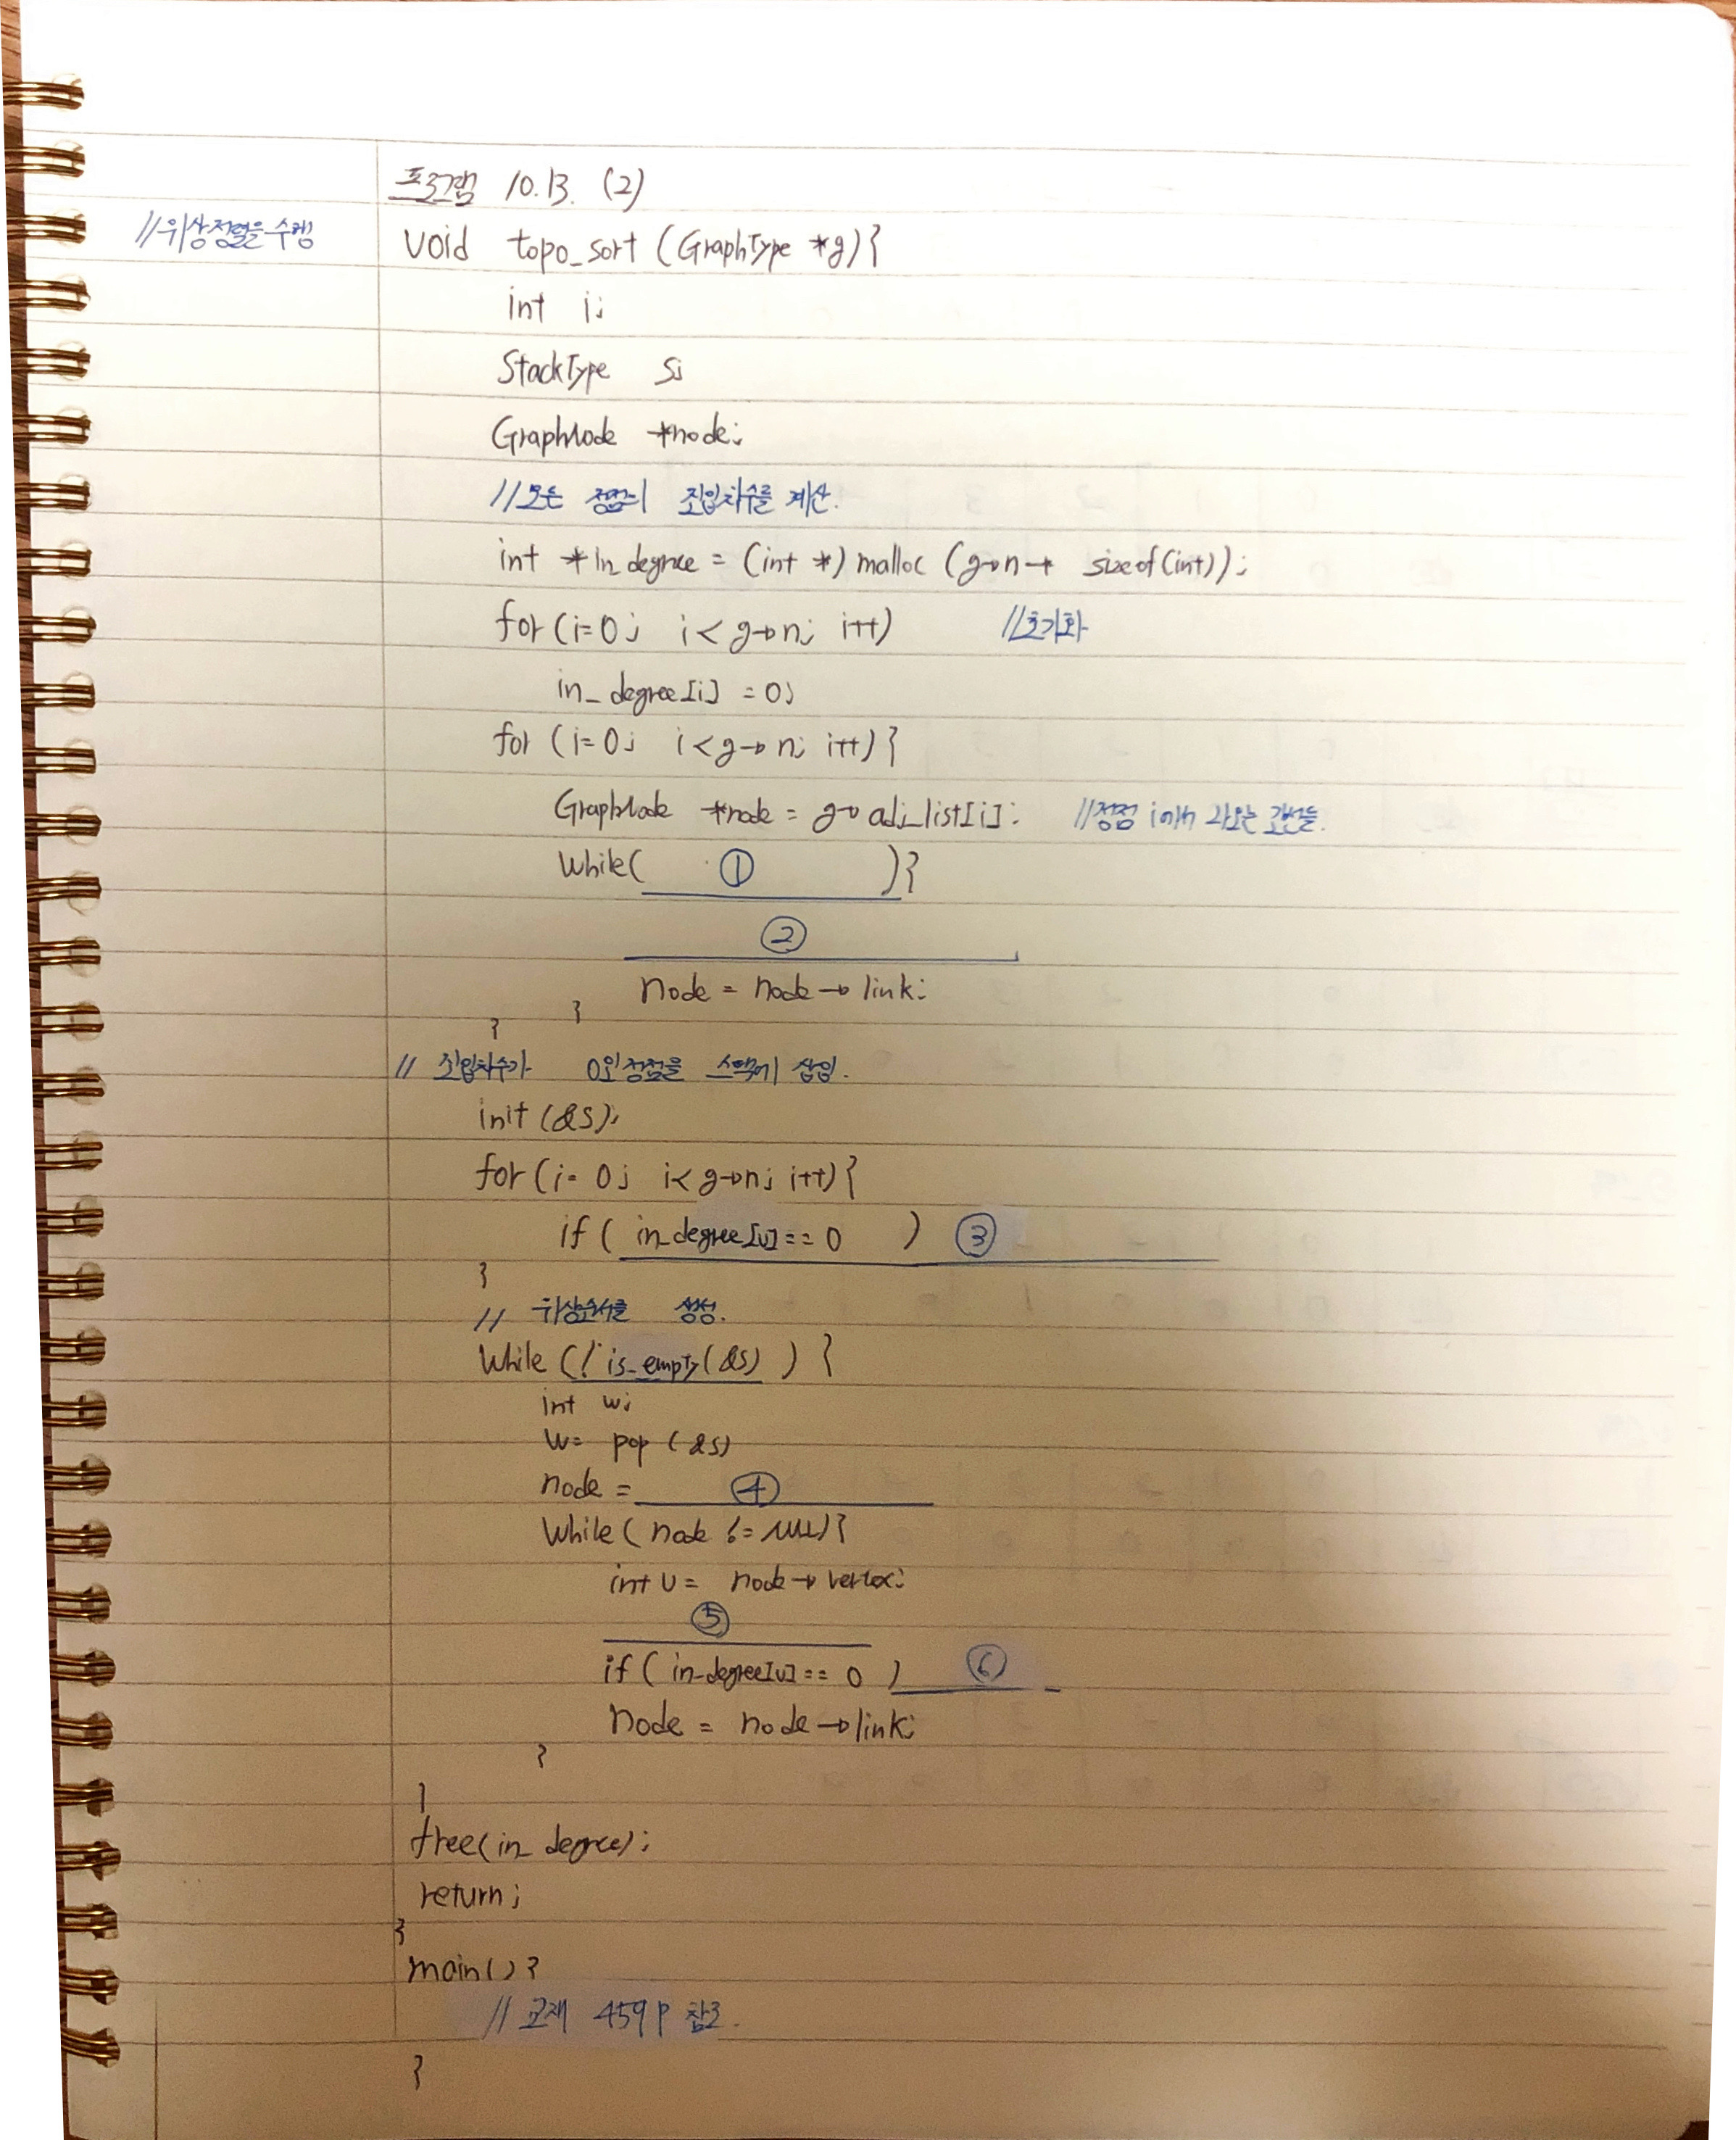 프로그램 10.13. (2)
//위상정렬을 수행
void topo_sort (GraphType *g){
int i;
StackType s;
GraphNode *node;
//모든 정점의 진입차수를 계산.
int *in_degree = (int *) malloc (g→n→ sizeof(int));
for (i=0; i<g→n; i++) //초기화
in_degree[i] = 0;
for (i=0; i<g→n; i++){
GraphNode *node = g→adj_list[i]; //정점 i에서 나오는 간선들.
while( ① ){
②
node = node→link;
}
}
// 진입차수가 0인 정점을 스택에 삽입.
init (&s);
for (i= 0; i<g→n; i++){
if ( in_degree[u]== 0 ) ③
}
// 위상순서를 생성.
while (! is_empty(&s) ) {
int w;
w= pop (&s)
node = ④
while( node != NULL){
int u= node→vertex;
⑤
if ( in-degree[u]== 0 ) ⑥
node = node→link;
}
}
free(in_degree);
return;
}
main(){
// 교재 459p 참고.
}